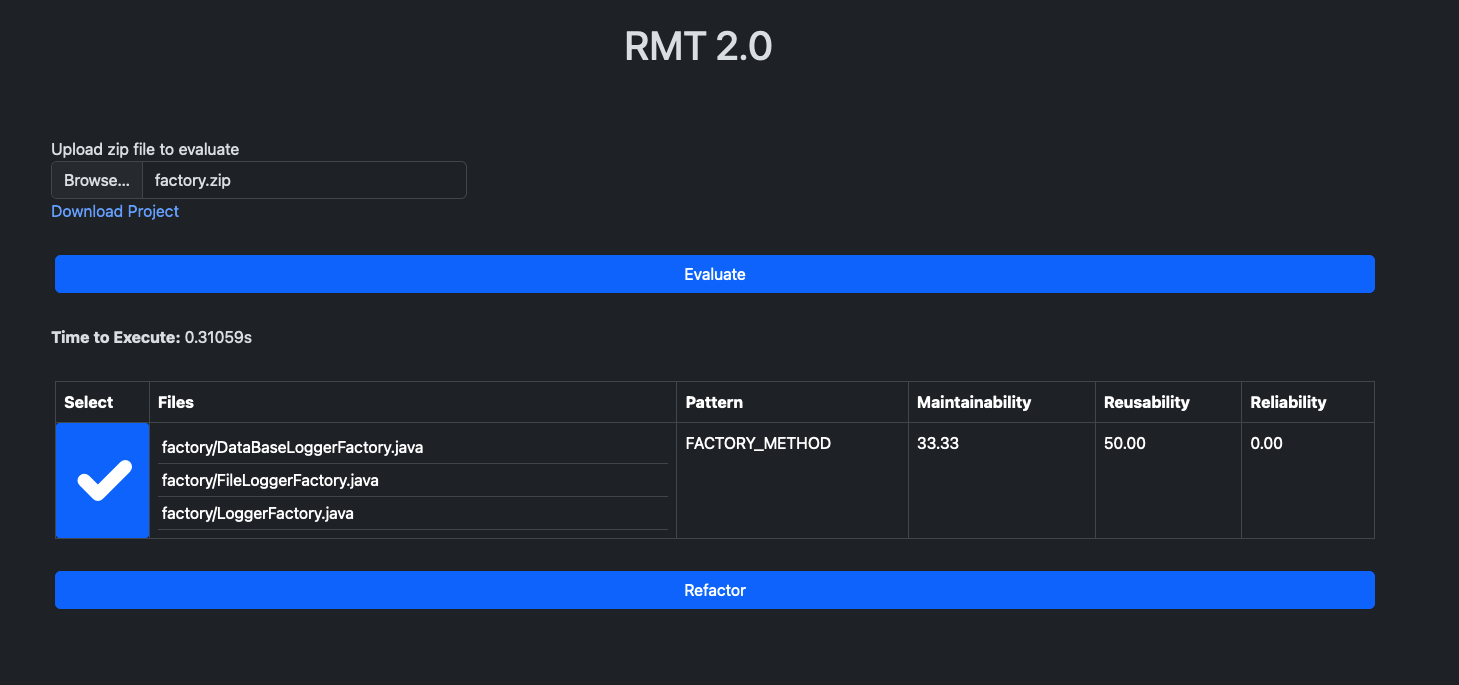 RMT 2.0
Upload zip file to evaluate
Browse... factory.zip
Download Project
Evaluate
Time to Execute: 0.31059s
Select Files Pattern Maintainability Reusability Reliability
factory/DataBaseLoggerFactory.java FACTORY_METHOD 33.33 50.00 0.00
factory/FileLoggerFactory.java
factory/LoggerFactory.java
Refactor